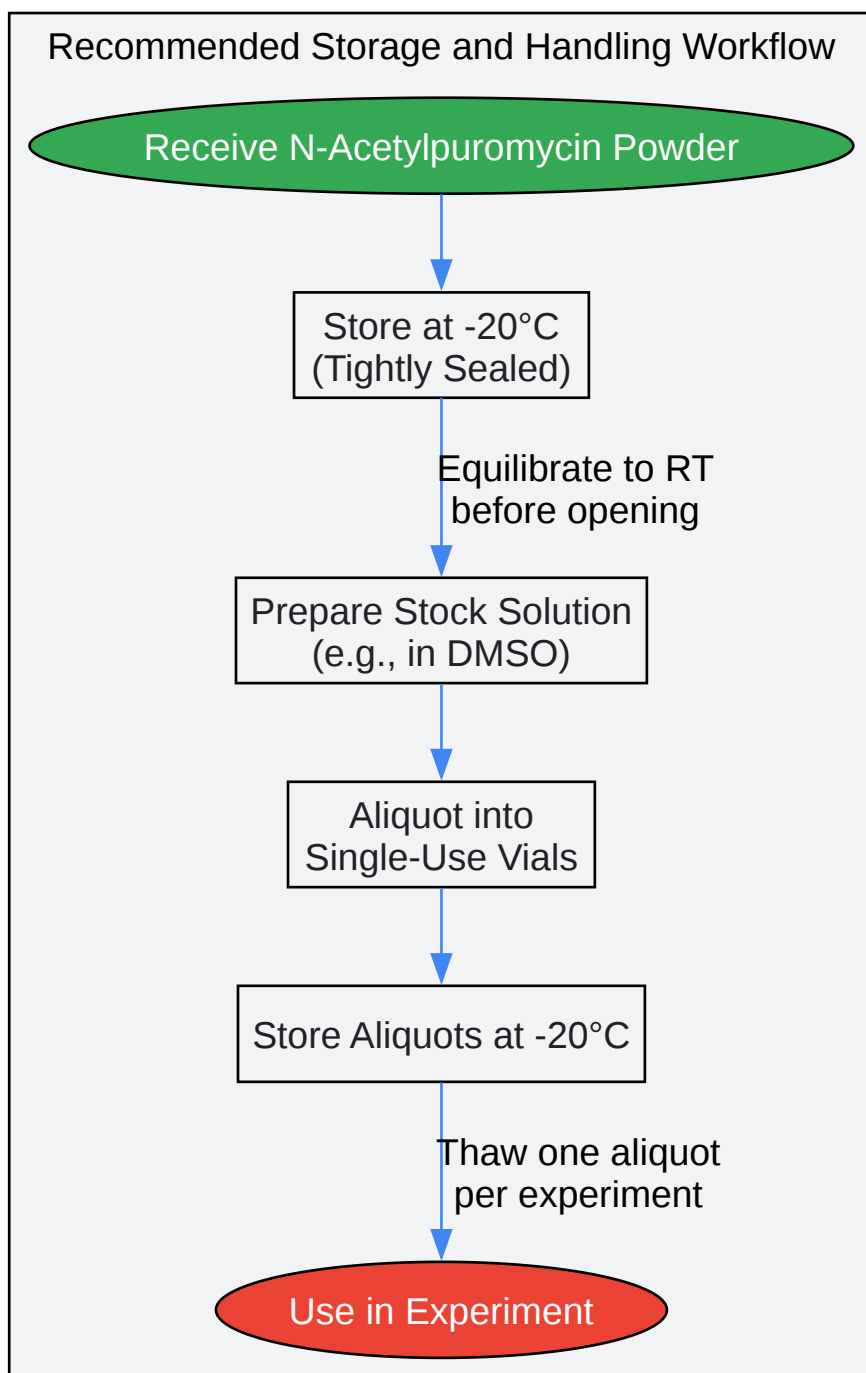 Recommended Storage and Handling Workflow
Receive N-Acetylpuromycin Powder
Store at -20°C
(Tightly Sealed)
Equilibrate to RT
before opening
Prepare Stock Solution
(e.g., in DMSO)
Aliquot into
Single-Use Vials
Store Aliquots at -20°C
Thaw one aliquot
per experiment
Use in Experiment